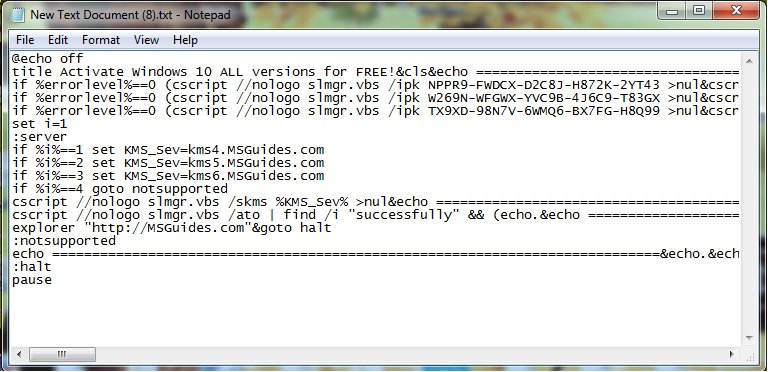 New Text Document (8).txt - Notepad
File Edit Format View Help
@echo off
title Activate Windows 10 ALL versions for FREE!&cls&echo =====================================
if %errorlevel%==0 (cscript //nologo slmgr.vbs /ipk NPPR9-FWDCX-D2C8J-H872K-2YT43 >nul&cscr
if %errorlevel%==0 (cscript //nologo slmgr.vbs /ipk W269N-WFGWX-YVC9B-4J6C9-T83GX >nul&cscr
if %errorlevel%==0 (cscript //nologo slmgr.vbs /ipk TX9XD-98N7V-6WMQ6-BX7FG-H8Q99 >nul&cscr
set i=1
:server
if %i%==1 set KMS_Sev=kms4.MSGuides.com
if %i%==2 set KMS_Sev=kms5.MSGuides.com
if %i%==3 set KMS_Sev=kms6.MSGuides.com
if %i%==4 goto notsupported
cscript //nologo slmgr.vbs /skms %KMS_Sev% >nul&echo ==========================================
cscript //nologo slmgr.vbs /ato | find /i "successfully" && (echo.&echo =====================
explorer "http://MSGuides.com"&goto halt
:notsupported
echo =====================================================================================&echo.&ech
:halt
pause